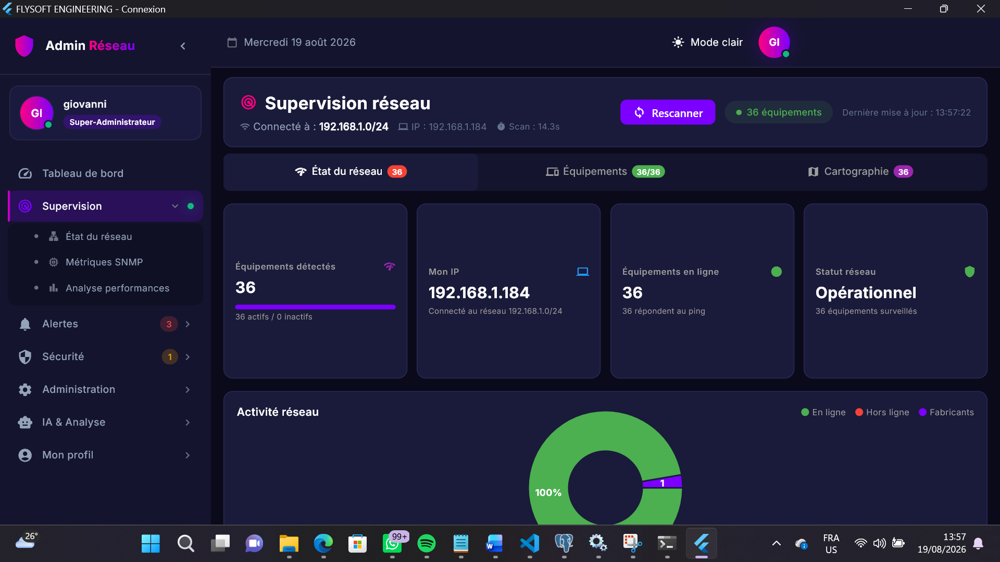 FLYSOFT ENGINEERING - Connexion
Admin Réseau
Mercredi 19 août 2026
Mode clair
GI
GI
giovanni
Super-Administrateur
Tableau de bord
Supervision
État du réseau
Métriques SNMP
Analyse performances
Alertes
3
Sécurité
1
Administration
IA & Analyse
Mon profil
Supervision réseau
Connecté à : 192.168.1.0/24
IP : 192.168.1.184
Scan : 14.3s
Rescanner
36 équipements
Dernière mise à jour : 13:57:22
État du réseau 36
Équipements 36/36
Cartographie 36
Équipements détectés
36
36 actifs / 0 inactifs
Mon IP
192.168.1.184
Connecté au réseau 192.168.1.0/24
Équipements en ligne
36
36 répondent au ping
Statut réseau
Opérationnel
36 équipements surveillés
Activité réseau
En ligne
Hors ligne
Fabricants
1
100%
26°
99+
W
FRA
US
13:57
19/08/2026